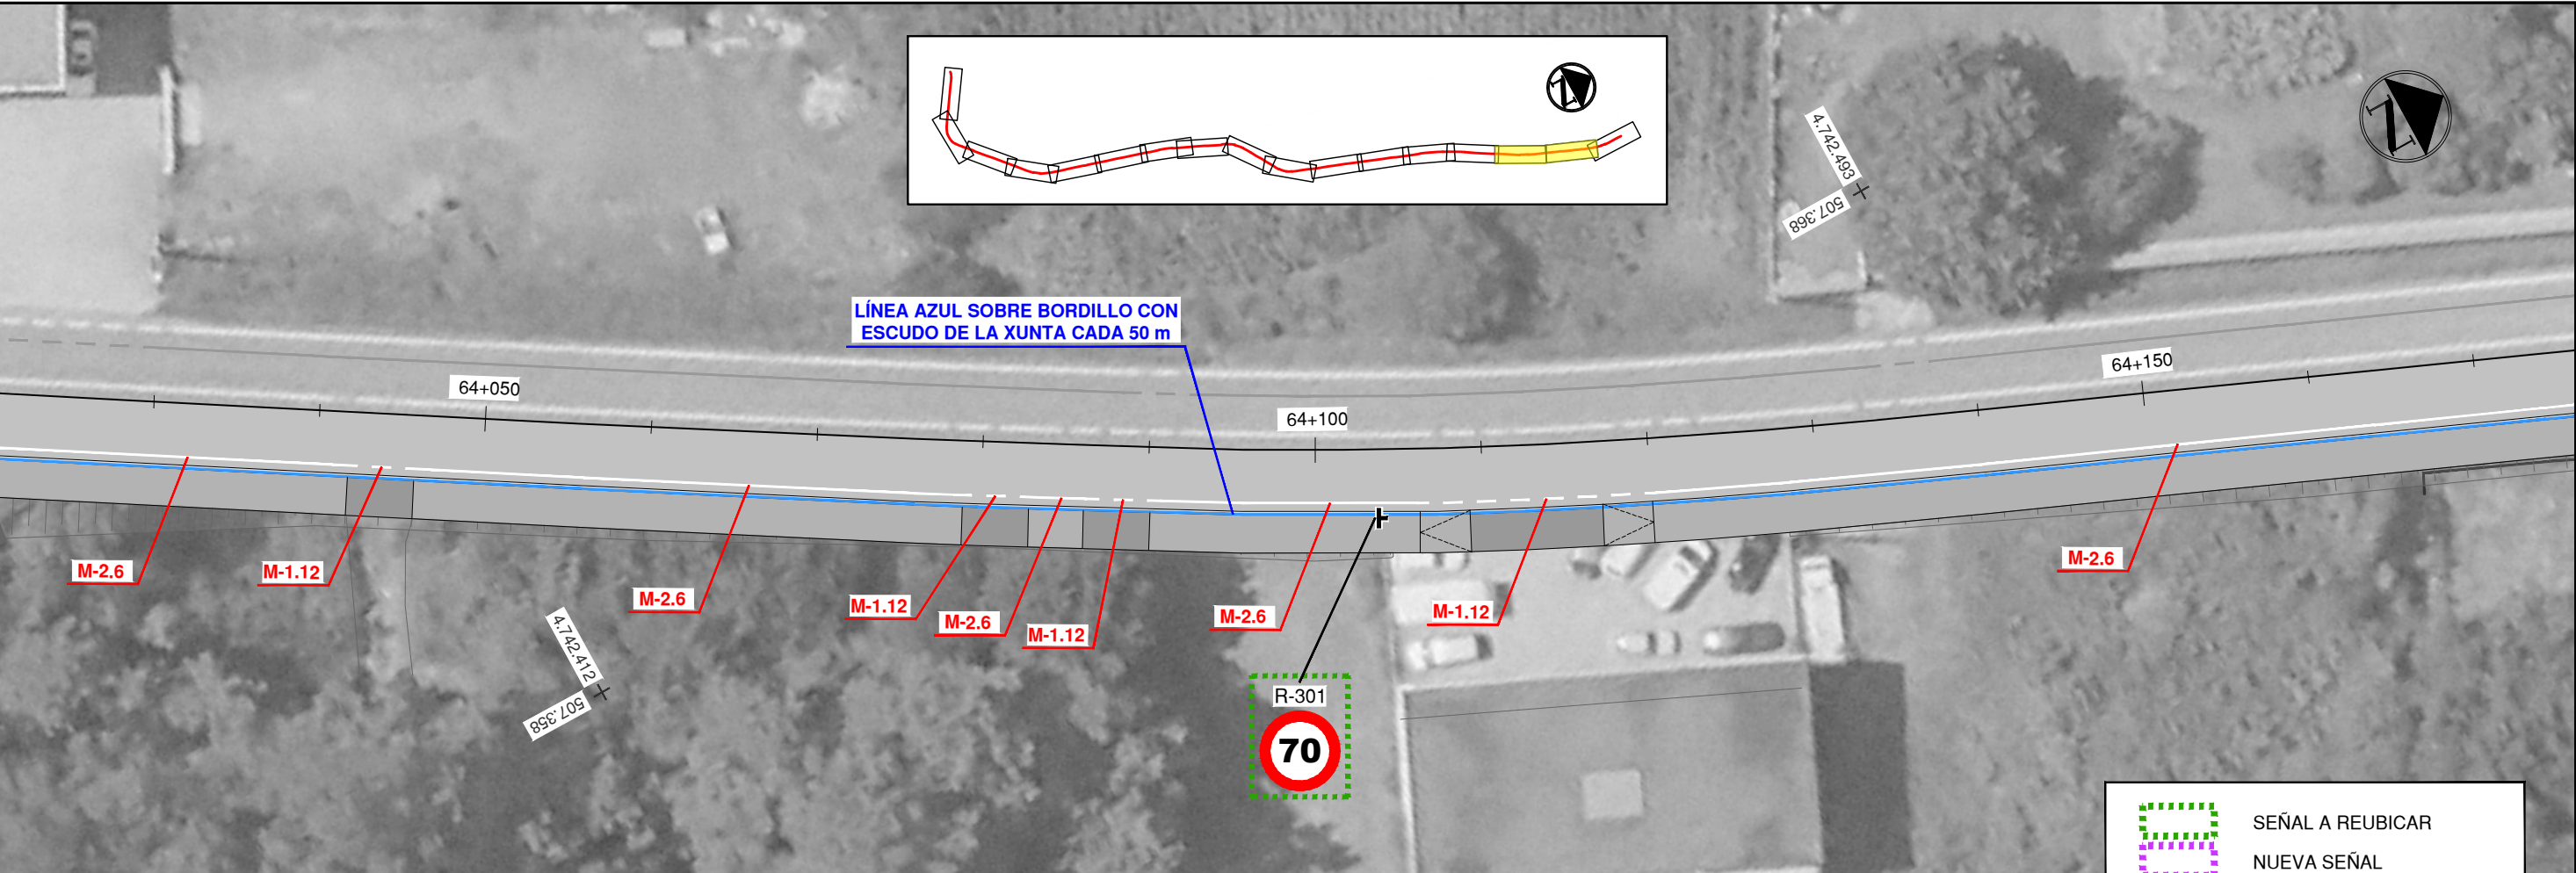 4.742.493
507.368
LÍNEA AZUL SOBRE BORDILLO CON
ESCUDO DE LA XUNTA CADA 50 m
64+050
64+100
64+150
M-2.6
M-1.12
M-2.6
M-1.12
M-2.6
M-1.12
M-2.6
M-1.12
M-2.6
4.742.412
507.358
R-301
70
SEÑAL A REUBICAR
NUEVA SEÑAL